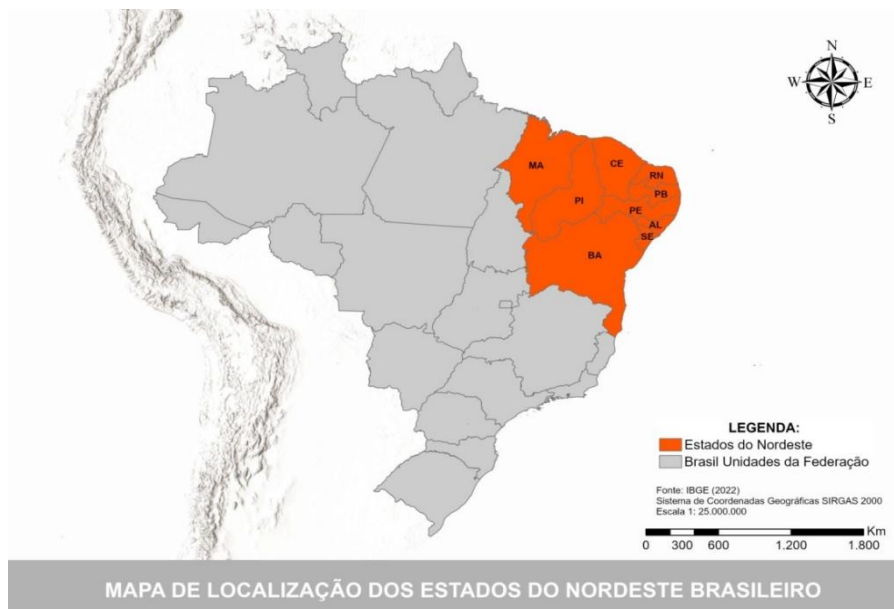 N
W E
S
MA
CE
RN
PB
PI
PE
AL
SE
BA
LEGENDA:
Estados do Nordeste
Brasil Unidades da Federação
Fonte: IBGE (2022)
Sistema de Coordenadas Geográficas SIRGAS 2000
Escala 1: 25.000.000
Km
0 300 600 1.200 1.800
MAPA DE LOCALIZAÇÃO DOS ESTADOS DO NORDESTE BRASILEIRO